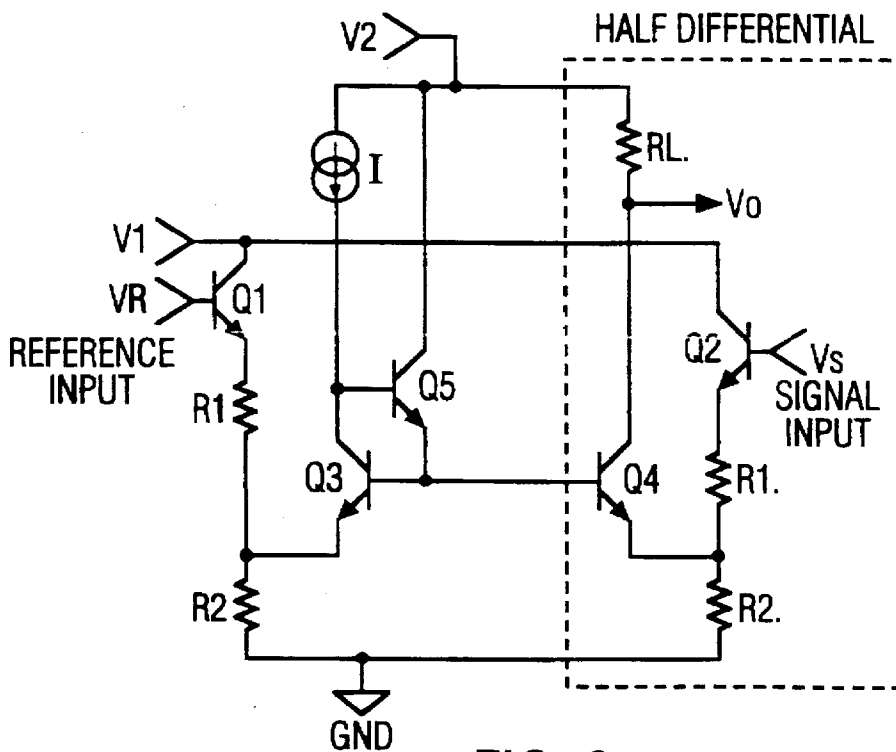 V2
HALF DIFFERENTIAL
I
RL.
Vo
V1
VR
Q1
REFERENCE
INPUT
Q2
Vs
SIGNAL
INPUT
R1
Q5
Q3
Q4
R1.
R2
R2.
GND